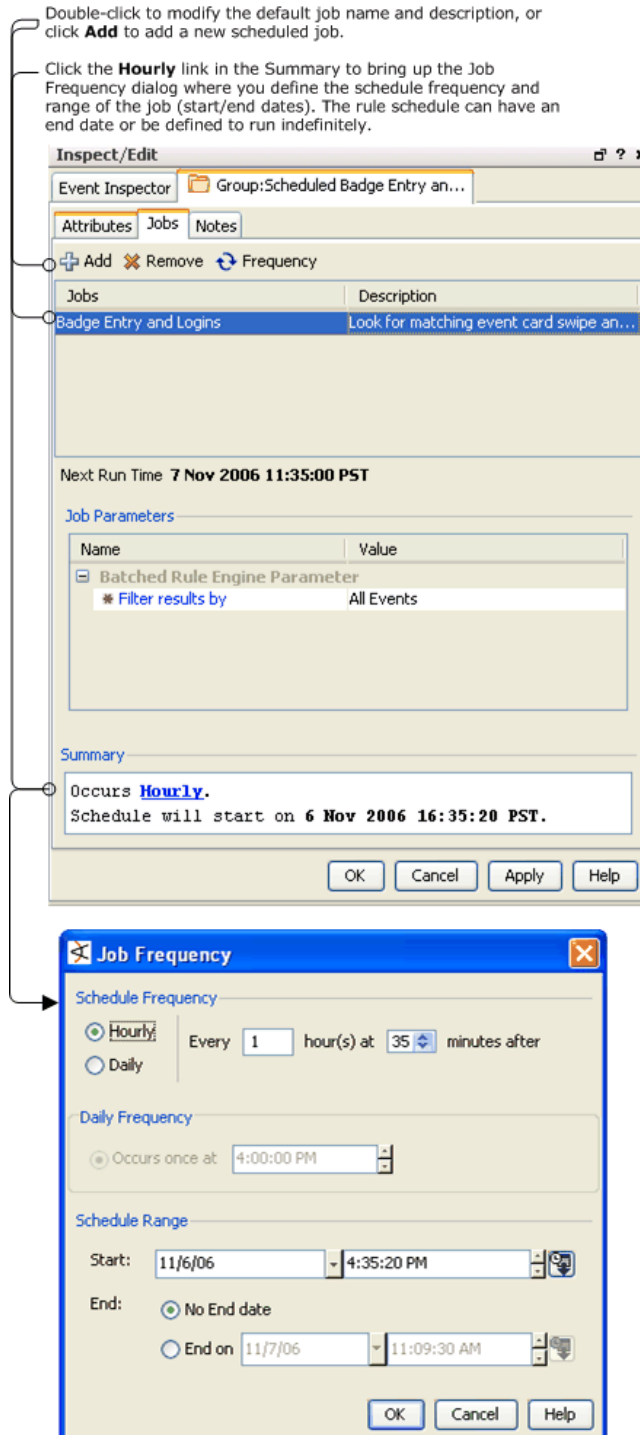 Double-click to modify the default job name and description, or
click Add to add a new scheduled job.
Click the Hourly link in the Summary to bring up the Job
Frequency dialog where you define the schedule frequency and
range of the job (start/end dates). The rule schedule can have an
end date or be defined to run indefinitely.
Inspect/Edit
Event Inspector Group:Scheduled Badge Entry an...
Attributes Jobs Notes
Add Remove Frequency
Jobs Description
Badge Entry and Logins Look for matching event card swipe an...
Next Run Time 7 Nov 2006 11:35:00 PST
Job Parameters
Name Value
Batched Rule Engine Parameter
Filter results by All Events
Summary
Occurs Hourly.
Schedule will start on 6 Nov 2006 16:35:20 PST.
OK Cancel Apply Help
Job Frequency
Schedule Frequency
Hourly Every 1 hour(s) at 35 minutes after
Daily
Daily Frequency
Occurs once at 4:00:00 PM
Schedule Range
Start: 11/6/06 4:35:20 PM
End: No End date
End on 11/7/06 11:09:30 AM
OK Cancel Help